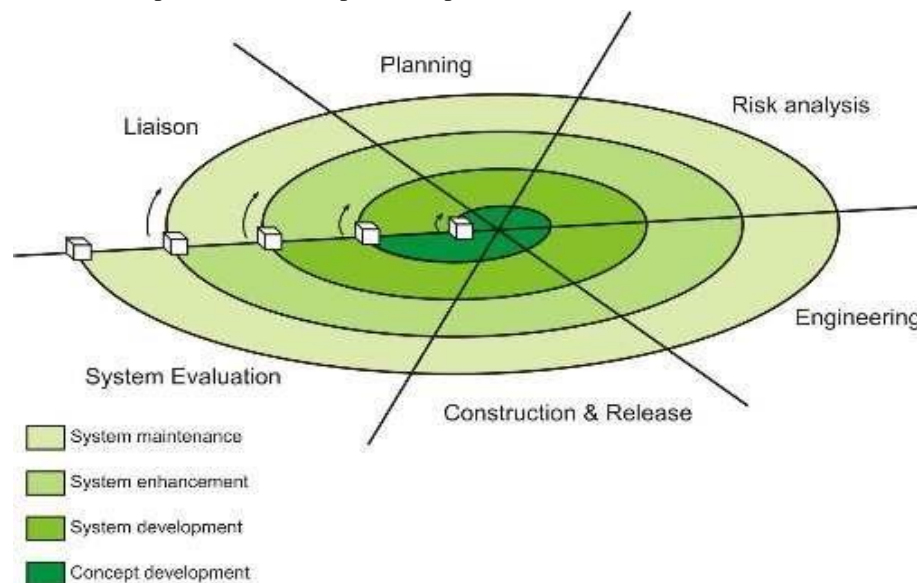 Planning
Risk analysis
Liaison
Engineering
System Evaluation
Construction & Release
System maintenance
System enhancement
System development
Concept development